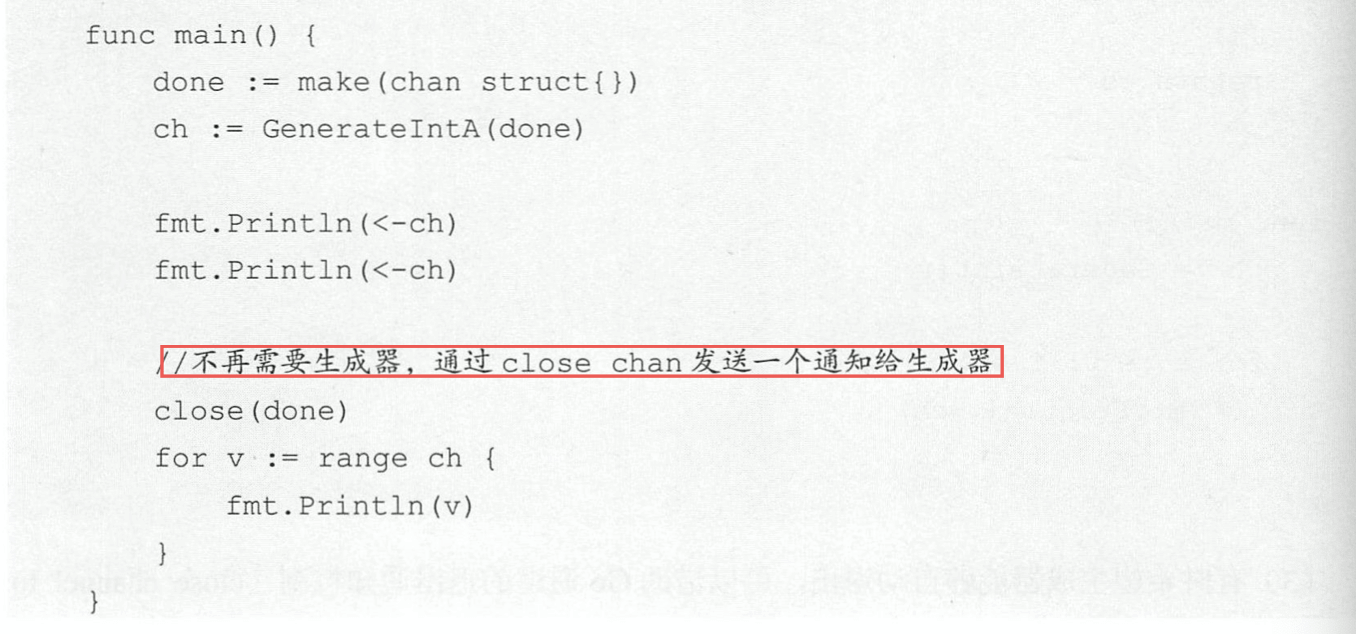 func main() {
done := make(chan struct{})
ch := GenerateIntA(done)
fmt.Println(<-ch)
fmt.Println(<-ch)
//不再需要生成器，通过 close chan 发送一个通知给生成器
close(done)
for v := range ch {
fmt.Println(v)
}
}